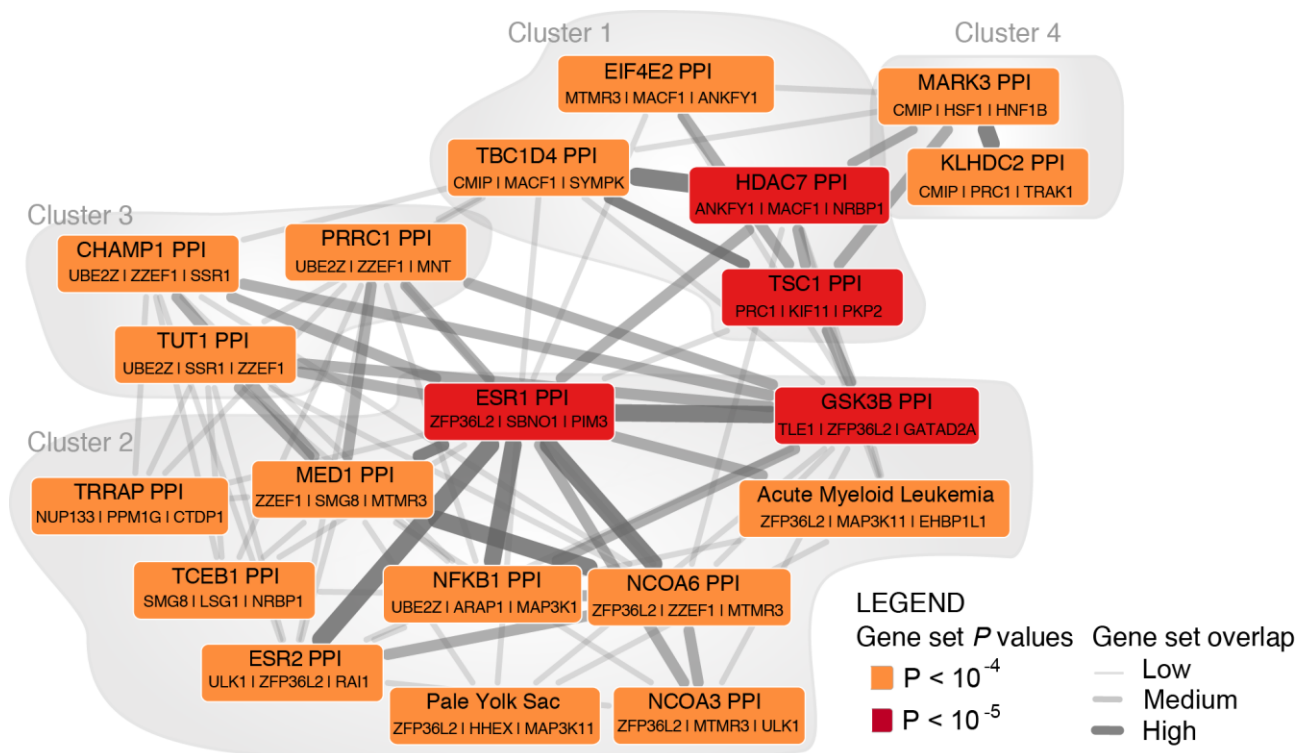 Cluster 1
Cluster 4
EIF4E2 PPI
MTMR3 | MACF1 | ANKFY1
MARK3 PPI
CMIP | HSF1 | HNF1B
TBC1D4 PPI
CMIP | MACF1 | SYMPK
KLHDC2 PPI
CMIP | PRC1 | TRAK1
HDAC7 PPI
ANKFY1 | MACF1 | NRBP1
Cluster 3
CHAMP1 PPI
UBE2Z | ZZEF1 | SSR1
PRRC1 PPI
UBE2Z | ZZEF1 | MNT
TSC1 PPI
PRC1 | KIF11 | PKP2
TUT1 PPI
UBE2Z | SSR1 | ZZEF1
ESR1 PPI
ZFP36L2 | SBNO1 | PIM3
GSK3B PPI
TLE1 | ZFP36L2 | GATAD2A
Cluster 2
MED1 PPI
ZZEF1 | SMG8 | MTMR3
TRRAP PPI
NUP133 | PPM1G | CTDP1
Acute Myeloid Leukemia
ZFP36L2 | MAP3K11 | EHBP1L1
TCEB1 PPI
SMG8 | LSG1 | NRBP1
NFKB1 PPI
UBE2Z | ARAP1 | MAP3K1
NCOA6 PPI
ZFP36L2 | ZZEF1 | MTMR3
ESR2 PPI
ULK1 | ZFP36L2 | RAI1
Pale Yolk Sac
ZFP36L2 | HHEX | MAP3K11
NCOA3 PPI
ZFP36L2 | MTMR3 | ULK1
LEGEND
Gene set P values
P < 10^-4
P < 10^-5
Gene set overlap
Low
Medium
High